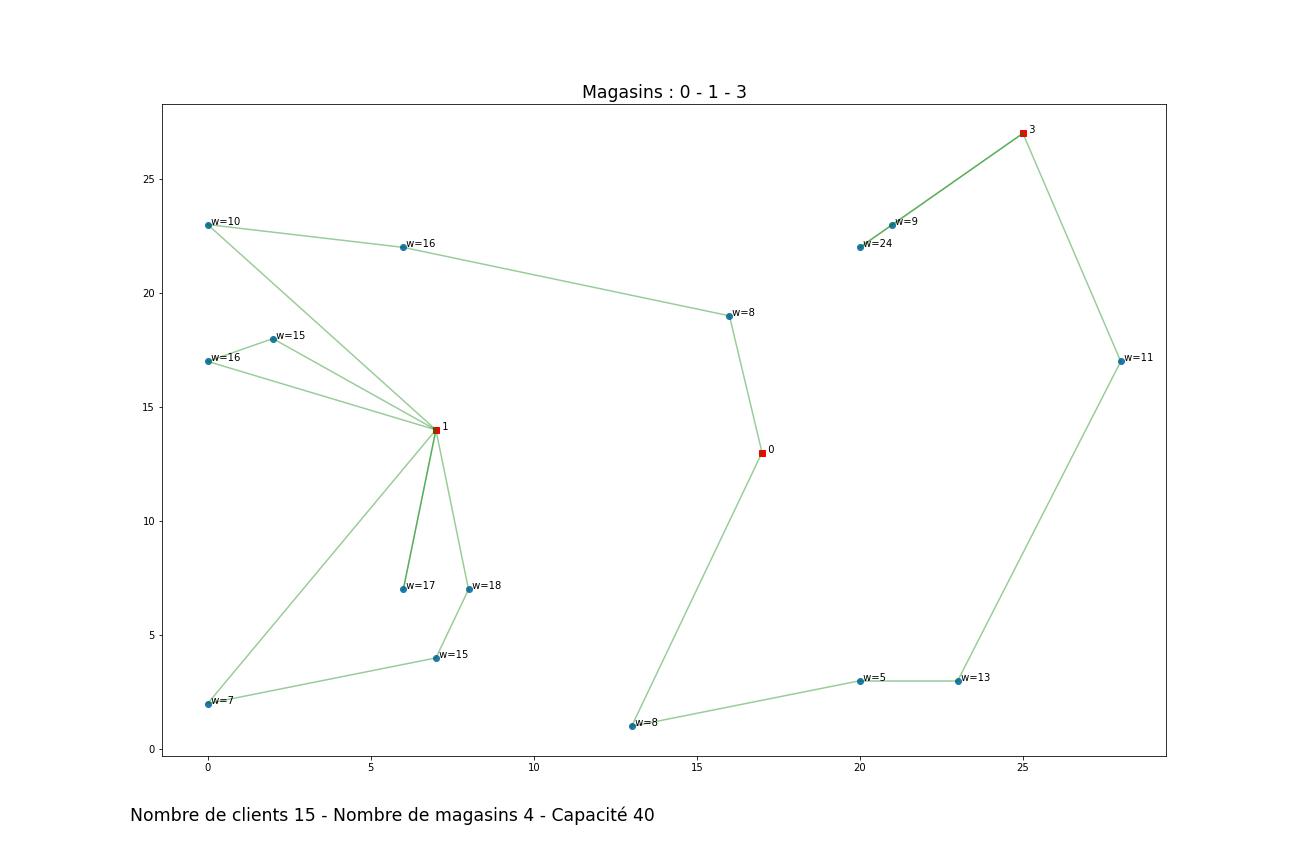 Magasins : 0 - 1 - 3
3
25
w=10
w=9
w=16
w=24
20
w=8
w=15
w=16
w=11
15
1
0
10
w=17
w=18
5
w=15
w=5
w=13
w=7
w=8
0
0
5
10
15
20
25
Nombre de clients 15 - Nombre de magasins 4 - Capacité 40